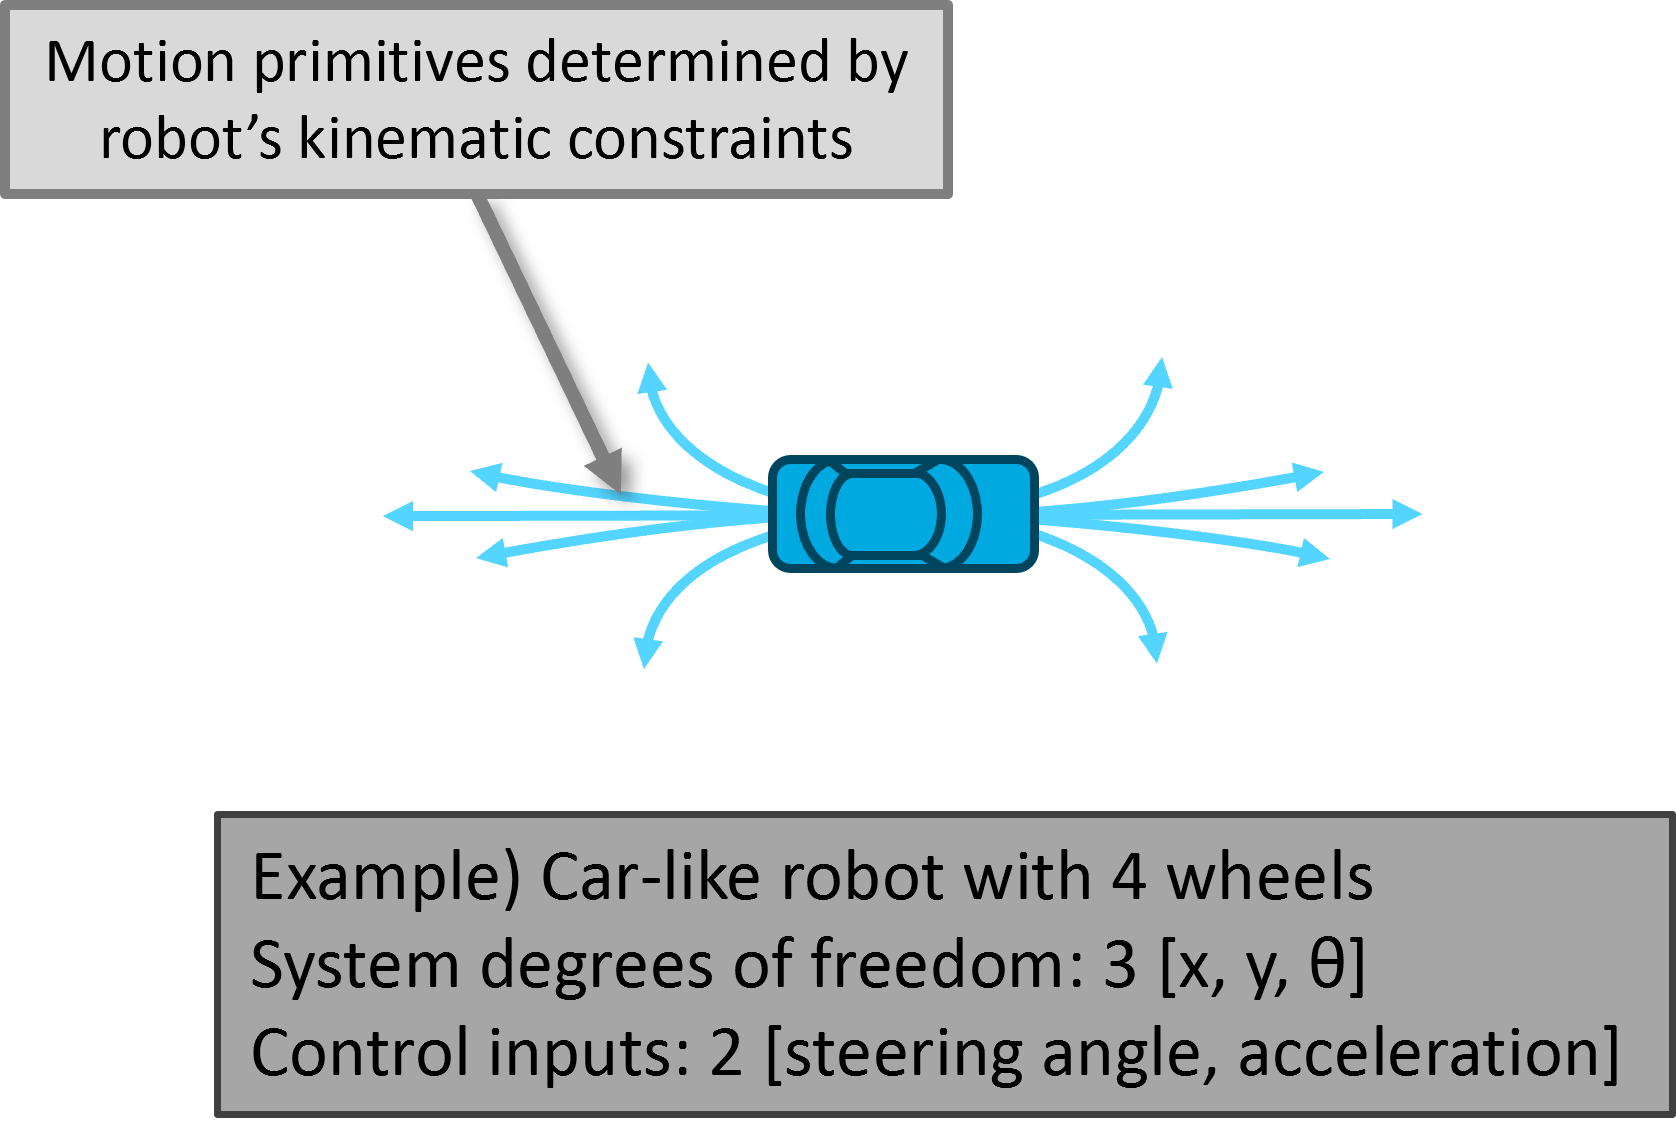 Motion primitives determined by
robot’s kinematic constraints
Example) Car-like robot with 4 wheels
System degrees of freedom: 3 [x, y, θ]
Control inputs: 2 [steering angle, acceleration]